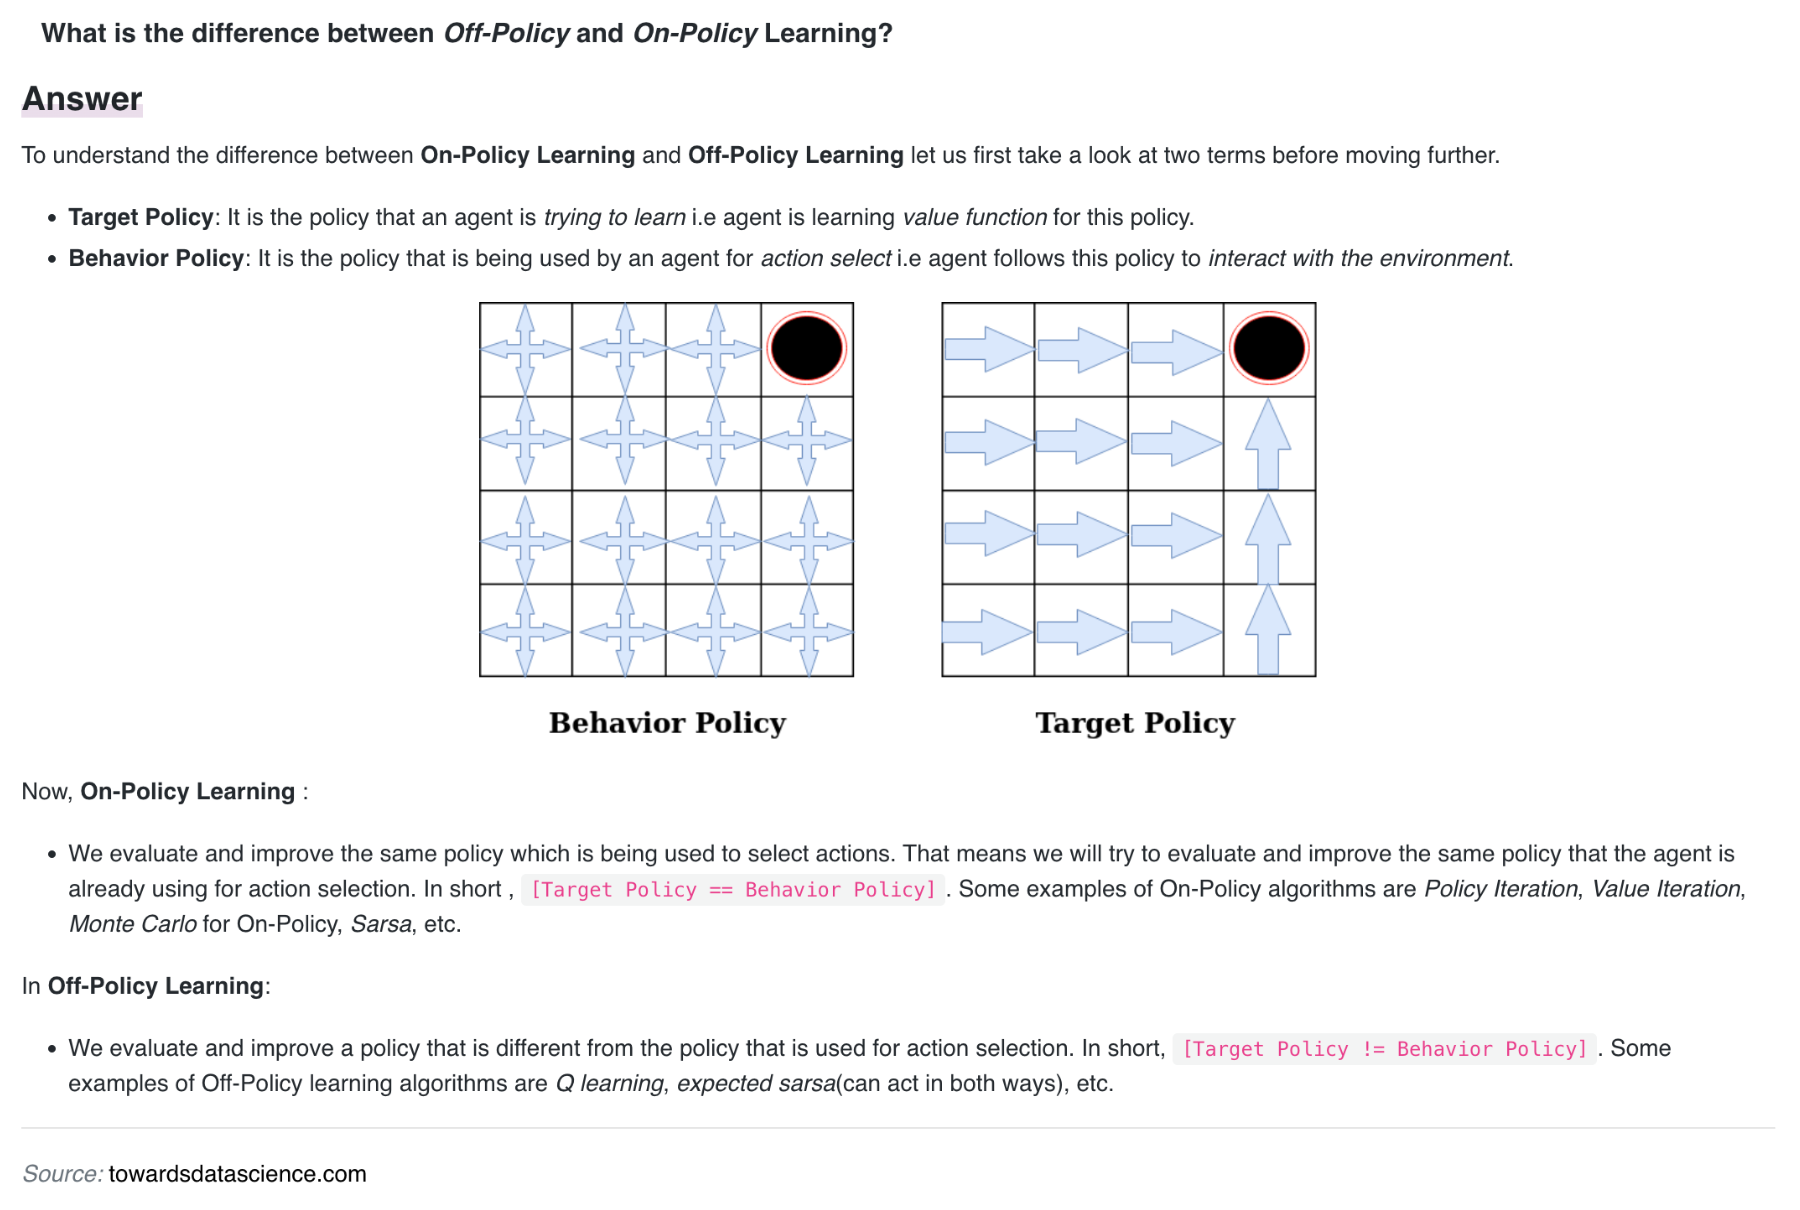 What is the difference between Off-Policy and On-Policy Learning?
Answer
To understand the difference between On-Policy Learning and Off-Policy Learning let us first take a look at two terms before moving further.
• Target Policy: It is the policy that an agent is trying to learn i.e agent is learning value function for this policy.
• Behavior Policy: It is the policy that is being used by an agent for action select i.e agent follows this policy to interact with the environment.
Behavior Policy
Target Policy
Now, On-Policy Learning :
• We evaluate and improve the same policy which is being used to select actions. That means we will try to evaluate and improve the same policy that the agent is
already using for action selection. In short , [Target Policy == Behavior Policy] . Some examples of On-Policy algorithms are Policy Iteration, Value Iteration,
Monte Carlo for On-Policy, Sarsa, etc.
In Off-Policy Learning:
• We evaluate and improve a policy that is different from the policy that is used for action selection. In short, [Target Policy != Behavior Policy] . Some
examples of Off-Policy learning algorithms are Q learning, expected sarsa(can act in both ways), etc.
Source: towardsdatascience.com